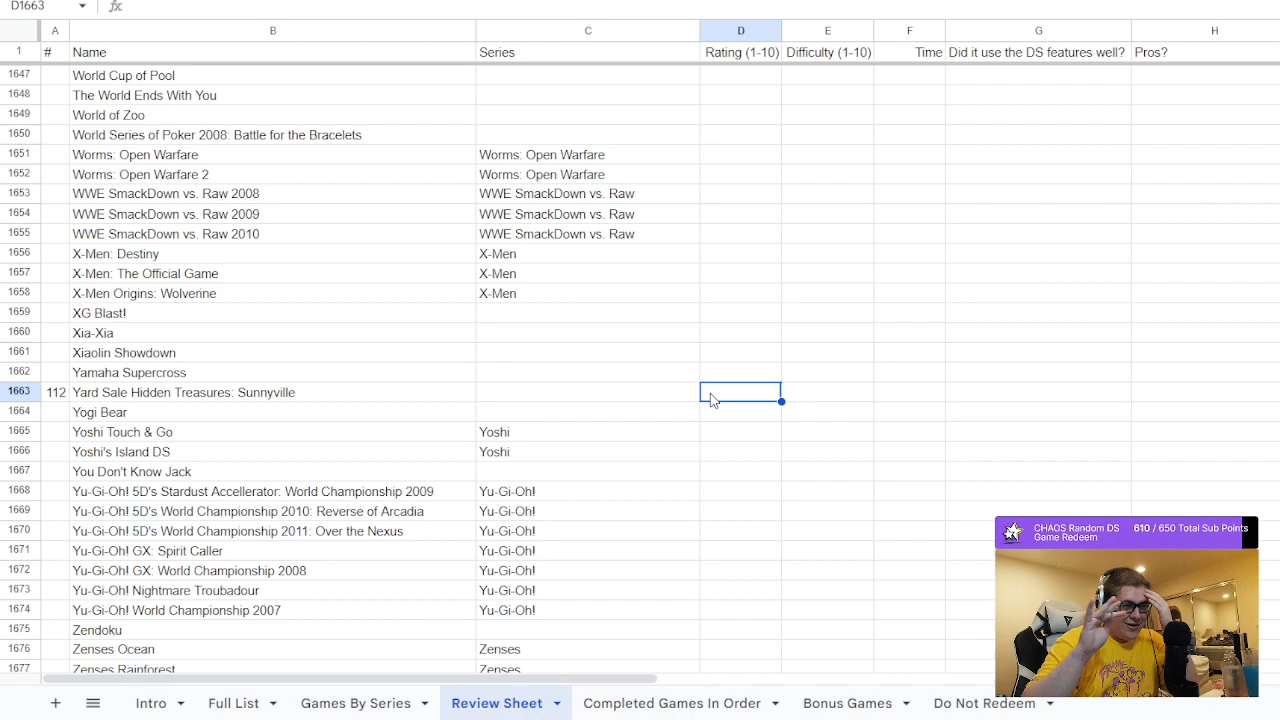 D1663 fx
A B C D E F G H
1 # Name Series Rating (1-10) Difficulty (1-10) Time Did it use the DS features well? Pros?
1647 World Cup of Pool
1648 The World Ends With You
1649 World of Zoo
1650 World Series of Poker 2008: Battle for the Bracelets
1651 Worms: Open Warfare Worms: Open Warfare
1652 Worms: Open Warfare 2 Worms: Open Warfare
1653 WWE SmackDown vs. Raw 2008 WWE SmackDown vs. Raw
1654 WWE SmackDown vs. Raw 2009 WWE SmackDown vs. Raw
1655 WWE SmackDown vs. Raw 2010 WWE SmackDown vs. Raw
1656 X-Men: Destiny X-Men
1657 X-Men: The Official Game X-Men
1658 X-Men Origins: Wolverine X-Men
1659 XG Blast!
1660 Xia-Xia
1661 Xiaolin Showdown
1662 Yamaha Supercross
1663 112 Yard Sale Hidden Treasures: Sunnyville
1664 Yogi Bear
1665 Yoshi Touch & Go Yoshi
1666 Yoshi's Island DS Yoshi
1667 You Don't Know Jack
1668 Yu-Gi-Oh! 5D's Stardust Accellerator: World Championship 2009 Yu-Gi-Oh!
1669 Yu-Gi-Oh! 5D's World Championship 2010: Reverse of Arcadia Yu-Gi-Oh!
1670 Yu-Gi-Oh! 5D's World Championship 2011: Over the Nexus Yu-Gi-Oh!
1671 Yu-Gi-Oh! GX: Spirit Caller Yu-Gi-Oh!
1672 Yu-Gi-Oh! GX: World Championship 2008 Yu-Gi-Oh!
1673 Yu-Gi-Oh! Nightmare Troubadour Yu-Gi-Oh!
1674 Yu-Gi-Oh! World Championship 2007 Yu-Gi-Oh!
1675 Zendoku
1676 Zenses Ocean Zenses
1677 Zenses Rainforest Zenses
CHAOS Random DS 610 / 650 Total Sub Points
Game Redeem
Intro Full List Games By Series Review Sheet Completed Games In Order Bonus Games Do Not Redeem